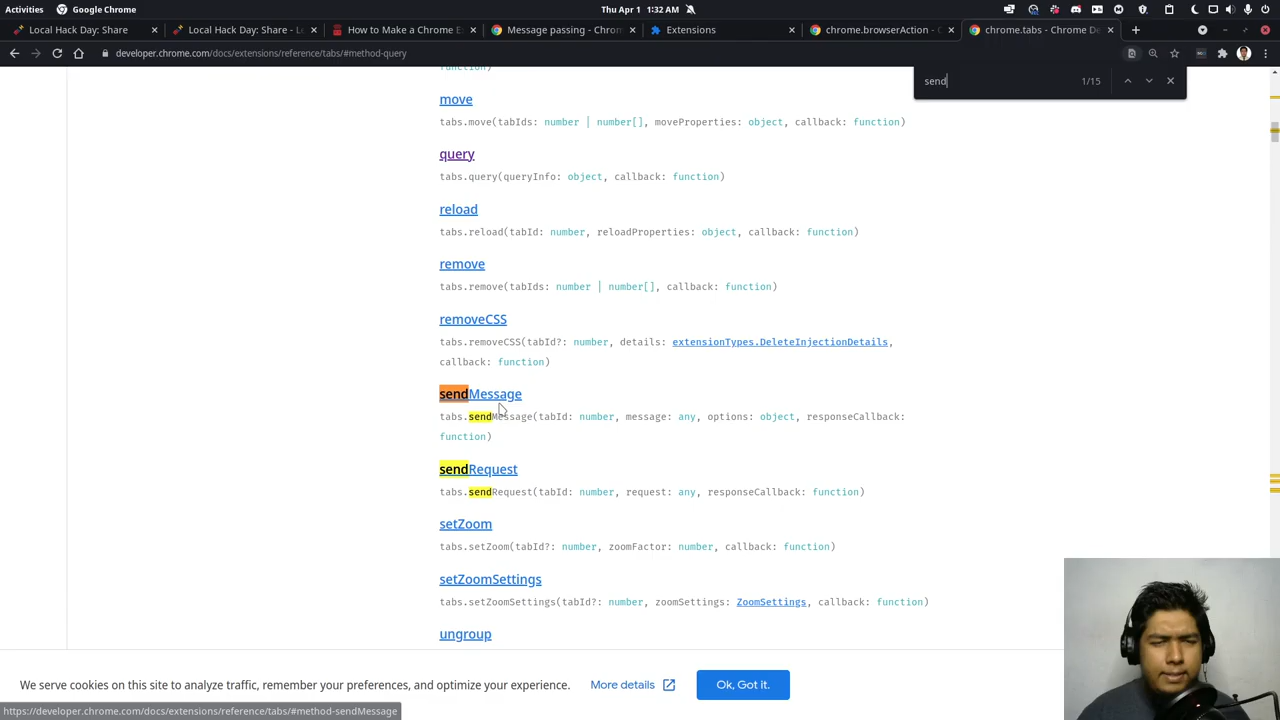 Activities
Google Chrome
Thu Apr 1 1:32 AM
Local Hack Day: Share
Local Hack Day: Share - Lo
How to Make a Chrome E
Message passing - Chrom
Extensions
chrome.browserAction - C
chrome.tabs - Chrome De
developer.chrome.com/docs/extensions/reference/tabs/#method-query
send
1/15
function)
move
tabs.move(tabIds: number | number[], moveProperties: object, callback: function)
query
tabs.query(queryInfo: object, callback: function)
reload
tabs.reload(tabId: number, reloadProperties: object, callback: function)
remove
tabs.remove(tabIds: number | number[], callback: function)
removeCSS
tabs.removeCSS(tabId?: number, details: extensionTypes.DeleteInjectionDetails,
callback: function)
sendMessage
tabs.sendMessage(tabId: number, message: any, options: object, responseCallback:
function)
sendRequest
tabs.sendRequest(tabId: number, request: any, responseCallback: function)
setZoom
tabs.setZoom(tabId?: number, zoomFactor: number, callback: function)
setZoomSettings
tabs.setZoomSettings(tabId?: number, zoomSettings: ZoomSettings, callback: function)
ungroup
We serve cookies on this site to analyze traffic, remember your preferences, and optimize your experience.
More details
Ok, Got it.
https://developer.chrome.com/docs/extensions/reference/tabs/#method-sendMessage